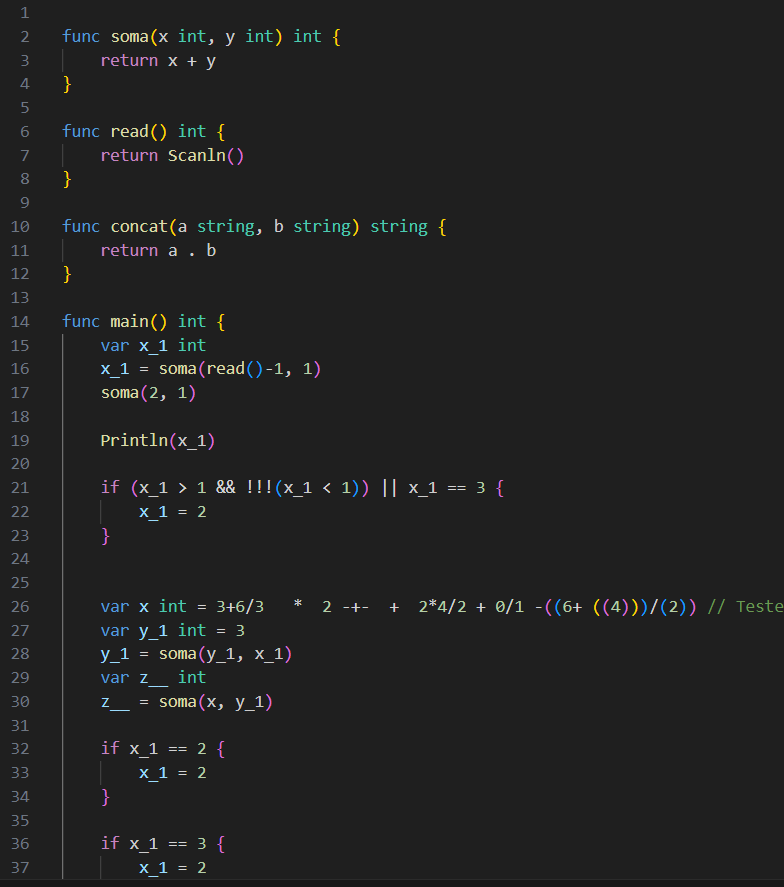 1
2 func soma(x int, y int) int {
3 return x + y
4 }
5
6 func read() int {
7 return Scanln()
8 }
9
10 func concat(a string, b string) string {
11 return a . b
12 }
13
14 func main() int {
15 var x_1 int
16 x_1 = soma(read()-1, 1)
17 soma(2, 1)
18
19 Println(x_1)
20
21 if (x_1 > 1 && !!!(x_1 < 1)) || x_1 == 3 {
22 x_1 = 2
23 }
24
25
26 var x int = 3+6/3   *  2 -+-  +  2*4/2 + 0/1 -((6+ ((4)))/(2)) // Teste
27 var y_1 int = 3
28 y_1 = soma(y_1, x_1)
29 var z__ int
30 z__ = soma(x, y_1)
31
32 if x_1 == 2 {
33 x_1 = 2
34 }
35
36 if x_1 == 3 {
37 x_1 = 2